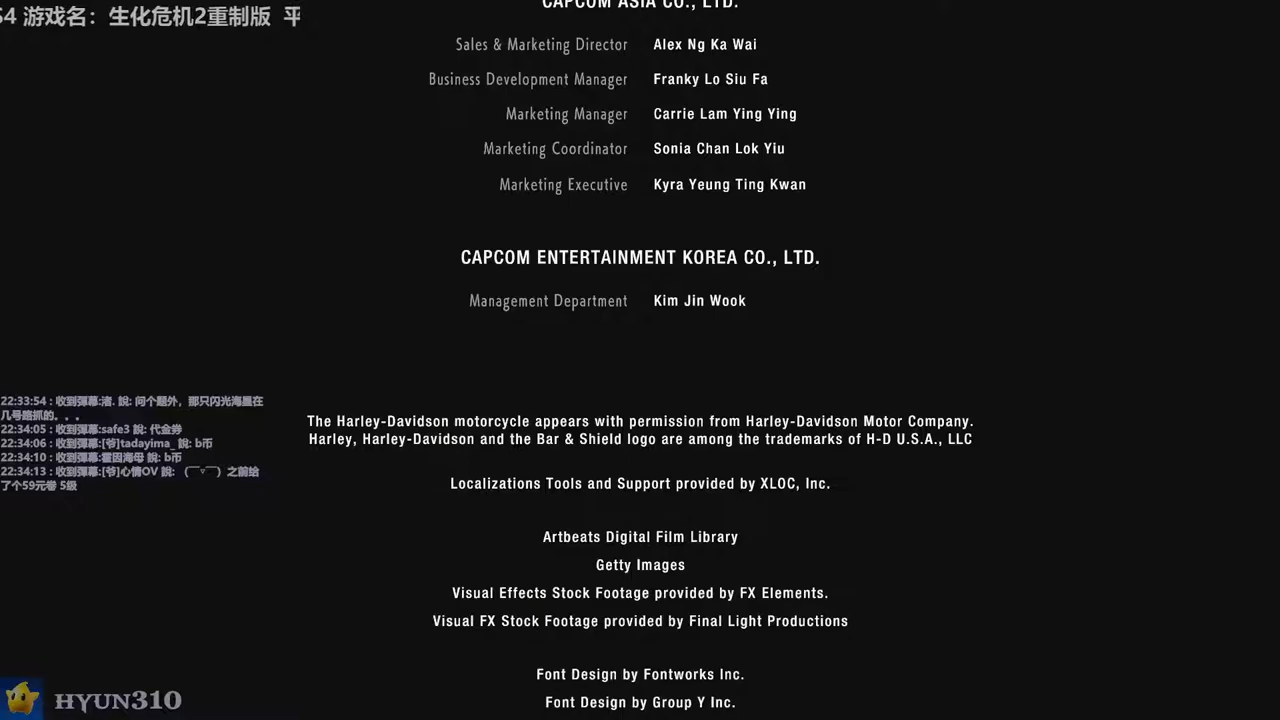 S4 游戏名：生化危机2重制版 平
CAPCOM ASIA CO., LTD.
Sales & Marketing Director Alex Ng Ka Wai
Business Development Manager Franky Lo Siu Fa
Marketing Manager Carrie Lam Ying Ying
Marketing Coordinator Sonia Chan Lok Yiu
Marketing Executive Kyra Yeung Ting Kwan
CAPCOM ENTERTAINMENT KOREA CO., LTD.
Management Department Kim Jin Wook
22:33:54 : 收到彈幕:渚. 說: 问个题外，那只闪光海星在
几号路抓的。。。
22:34:05 : 收到彈幕:safe3 說: 代金券
22:34:06 : 收到彈幕:[爷]tadayima_ 說: b币
22:34:10 : 收到彈幕:霍因海母 說: b币
22:34:13 : 收到彈幕:[爷]心情OV 說: （￣▽￣）之前给
了个59元卷 5级
The Harley-Davidson motorcycle appears with permission from Harley-Davidson Motor Company.
Harley, Harley-Davidson and the Bar & Shield logo are among the trademarks of H-D U.S.A., LLC
Localizations Tools and Support provided by XLOC, Inc.
Artbeats Digital Film Library
Getty Images
Visual Effects Stock Footage provided by FX Elements.
Visual FX Stock Footage provided by Final Light Productions
Font Design by Fontworks Inc.
Font Design by Group Y Inc.
HYUN310